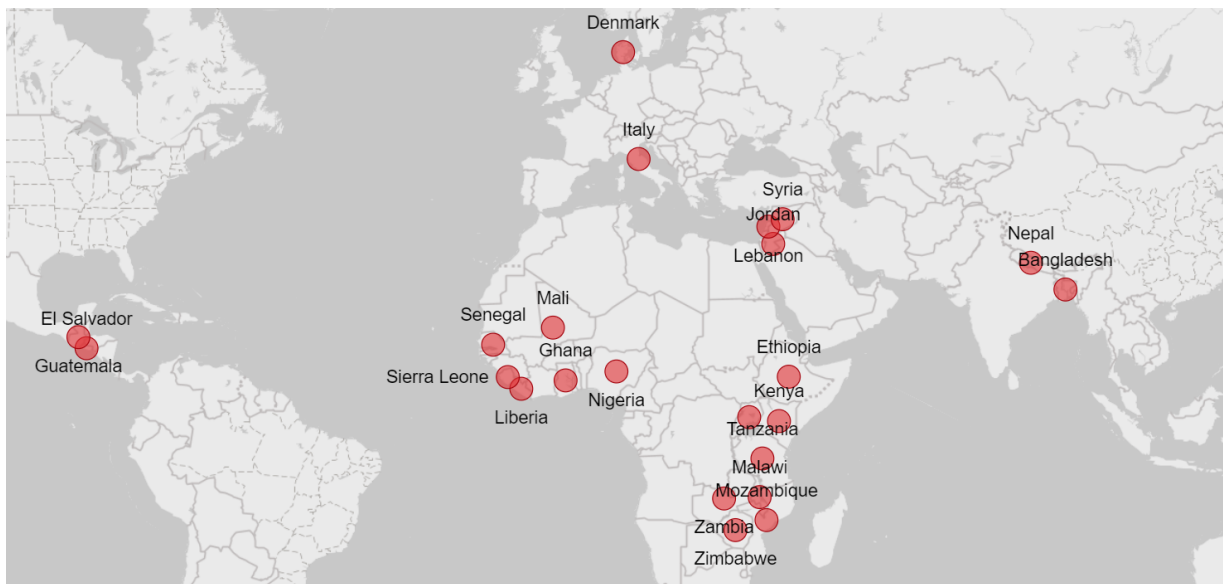 Denmark
Italy
Syria
Jordan
Lebanon
Nepal
Bangladesh
Mali
Senegal
El Salvador
Ghana
Ethiopia
Guatemala
Sierra Leone
Kenya
Nigeria
Liberia
Tanzania
Malawi
Mozambique
Zambia
Zimbabwe